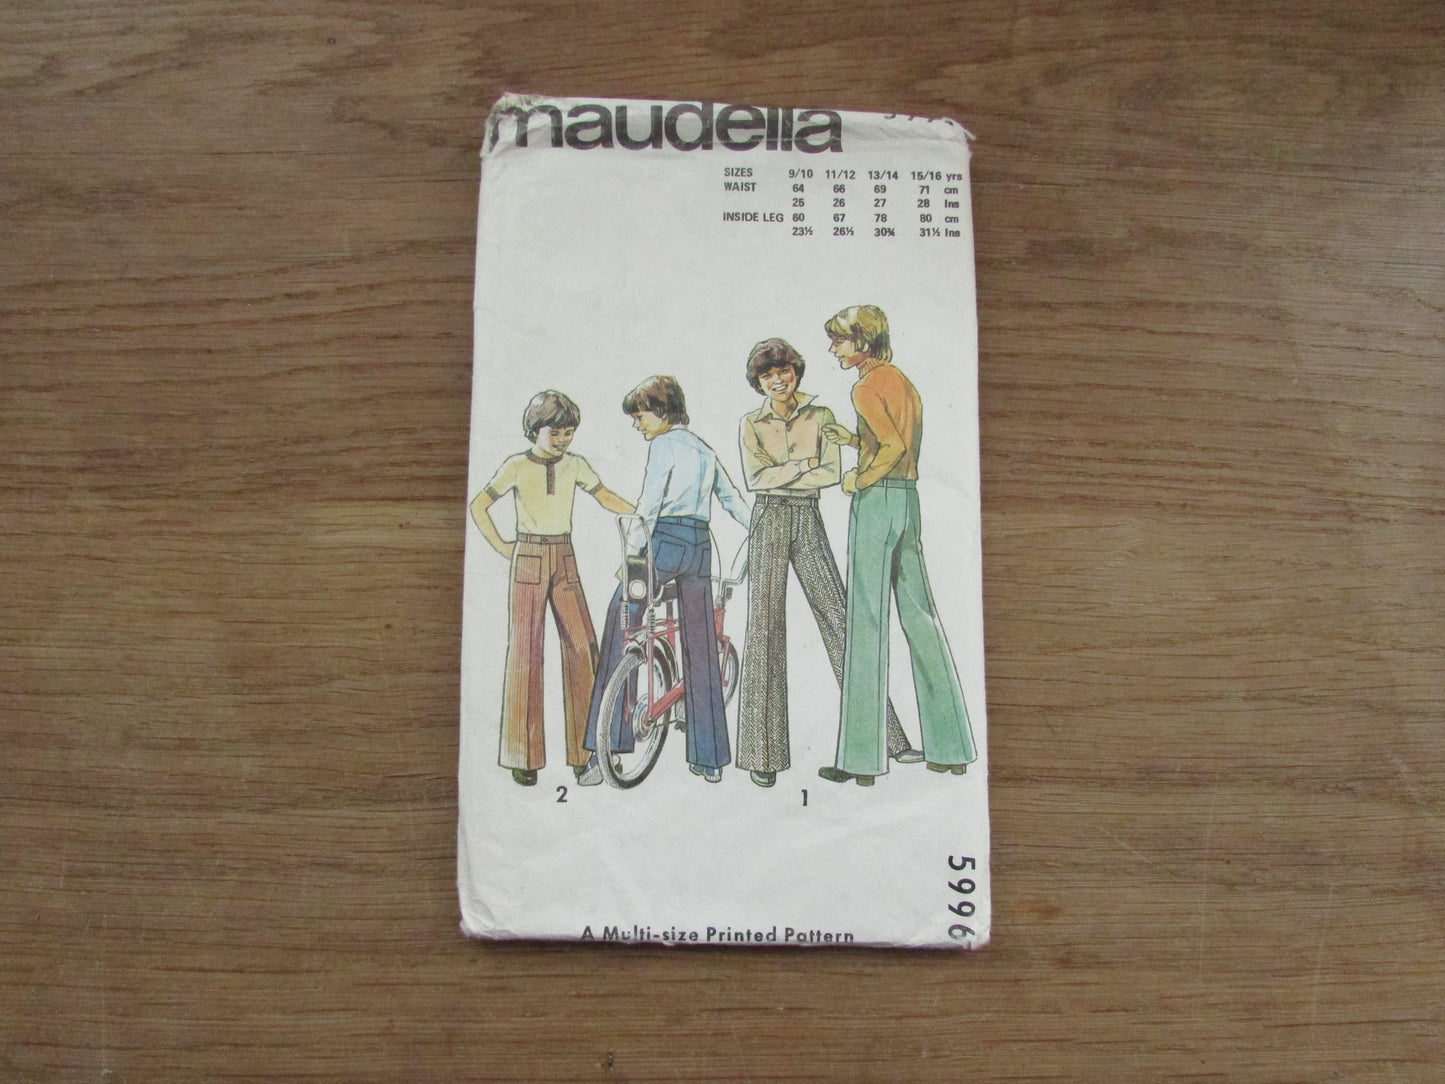 maudella
SIZES 9/10 11/12 13/14 15/16 yrs
WAIST 64 66 69 71 cm
25 26 27 28 Ins
INSIDE LEG 60 67 78 80 cm
23½ 26½ 30¾ 31½ Ins
2
1
5996
A Multi-size Printed Pattern